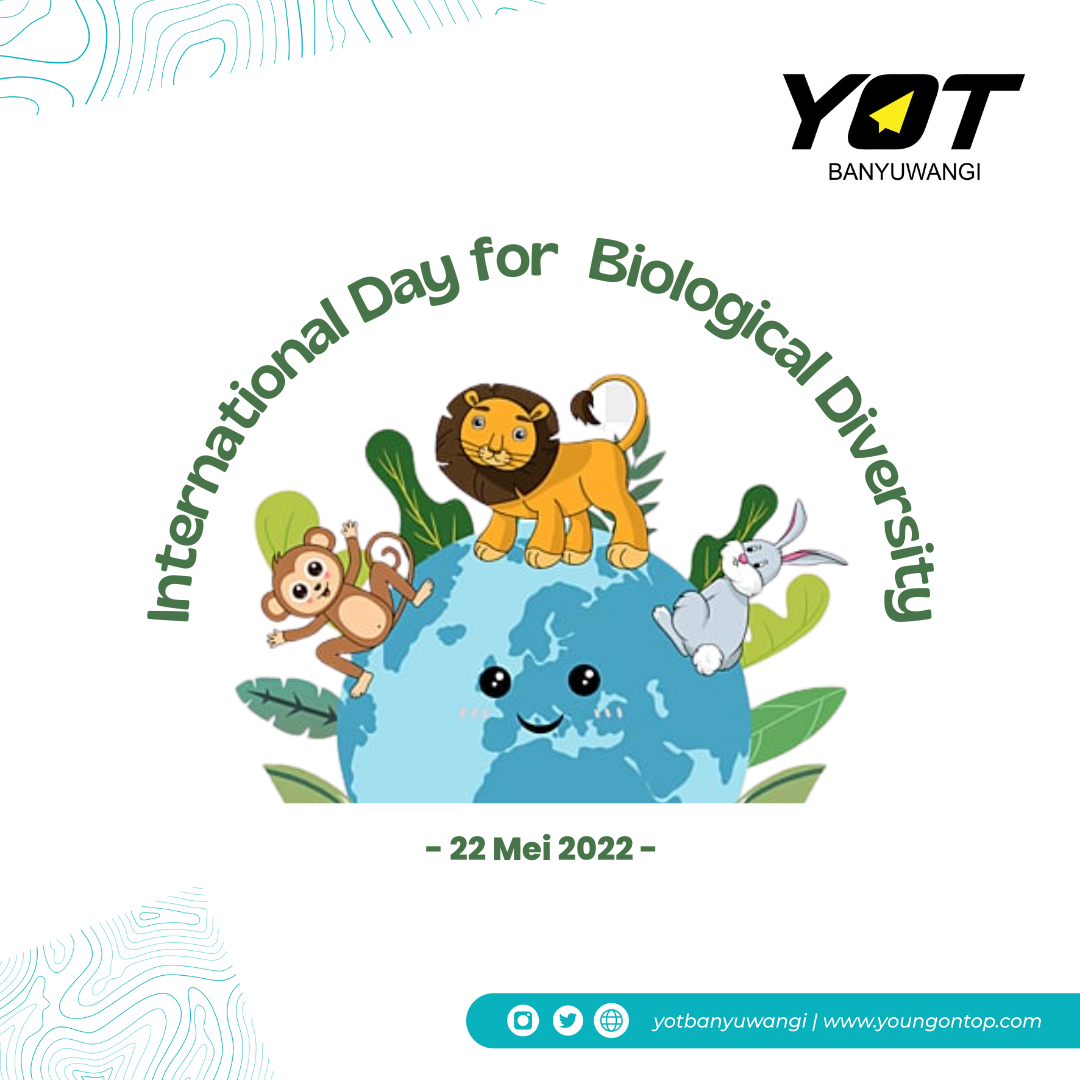 YOT
BANYUWANGI
International Day for Biological Diversity
- 22 Mei 2022 -
yotbanyuwangi | www.youngontop.com